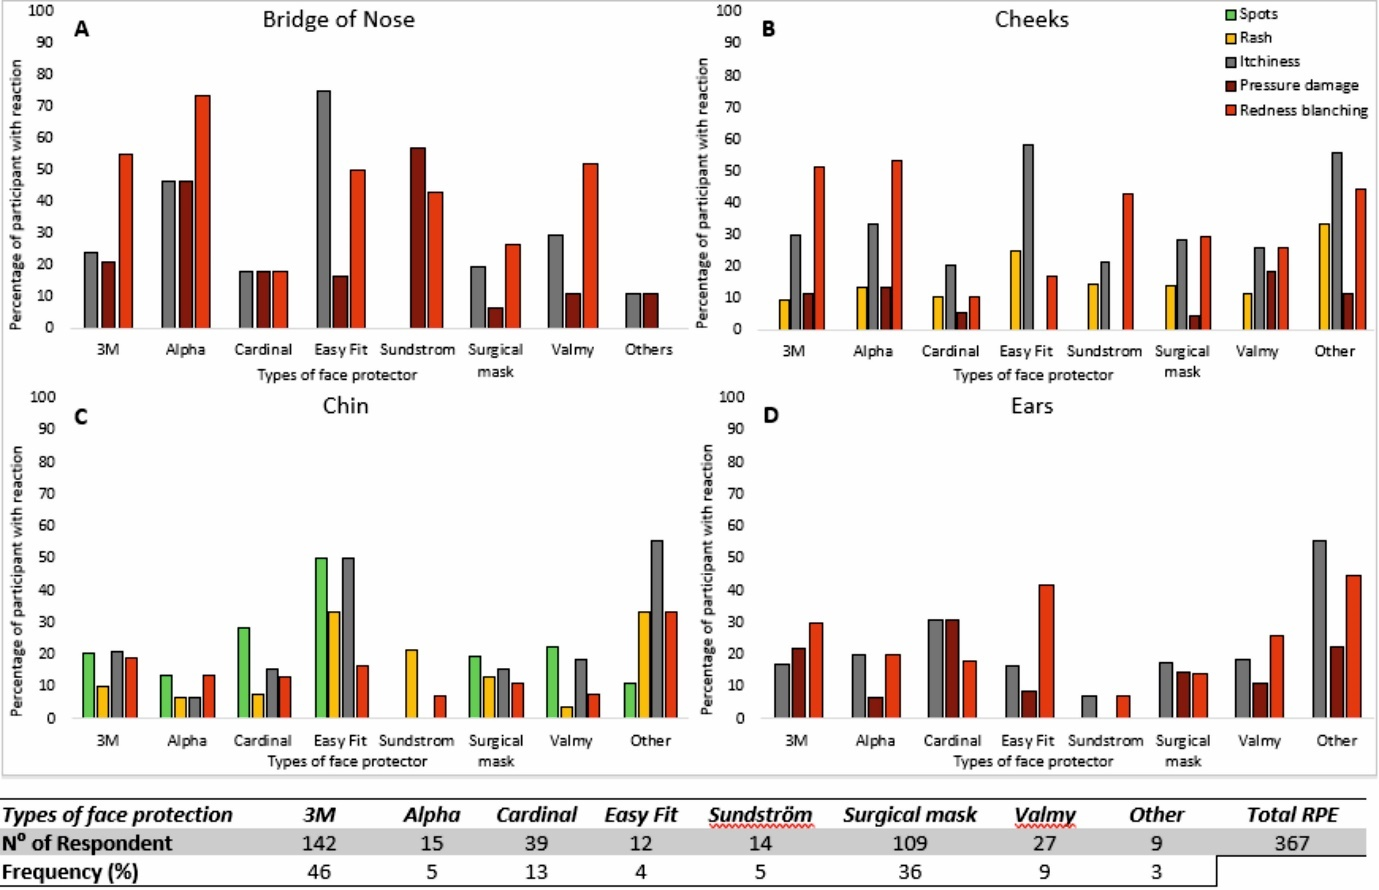 A
Bridge of Nose
Percentage of participant with reaction
100
90
80
70
60
50
40
30
20
10
0
3M Alpha Cardinal Easy Fit Sundstrom Surgical mask Valmy Others
Types of face protector
B
Cheeks
Spots
Rash
Itchiness
Pressure damage
Redness blanching
Percentage of participant with reaction
100
90
80
70
60
50
40
30
20
10
0
3M Alpha Cardinal Easy Fit Sundstrom Surgical mask Valmy Other
Types of face protector
C
Chin
Percentage of participant with reaction
100
90
80
70
60
50
40
30
20
10
0
3M Alpha Cardinal Easy Fit Sundstrom Surgical mask Valmy Other
Types of face protector
D
Ears
Percentage of participant with reaction
100
90
80
70
60
50
40
30
20
10
0
3M Alpha Cardinal Easy Fit Sundstrom Surgical mask Valmy Other
Types of face protector
Types of face protection 3M Alpha Cardinal Easy Fit Sundström Surgical mask Valmy Other Total RPE
Nº of Respondent 142 15 39 12 14 109 27 9 367
Frequency (%) 46 5 13 4 5 36 9 3